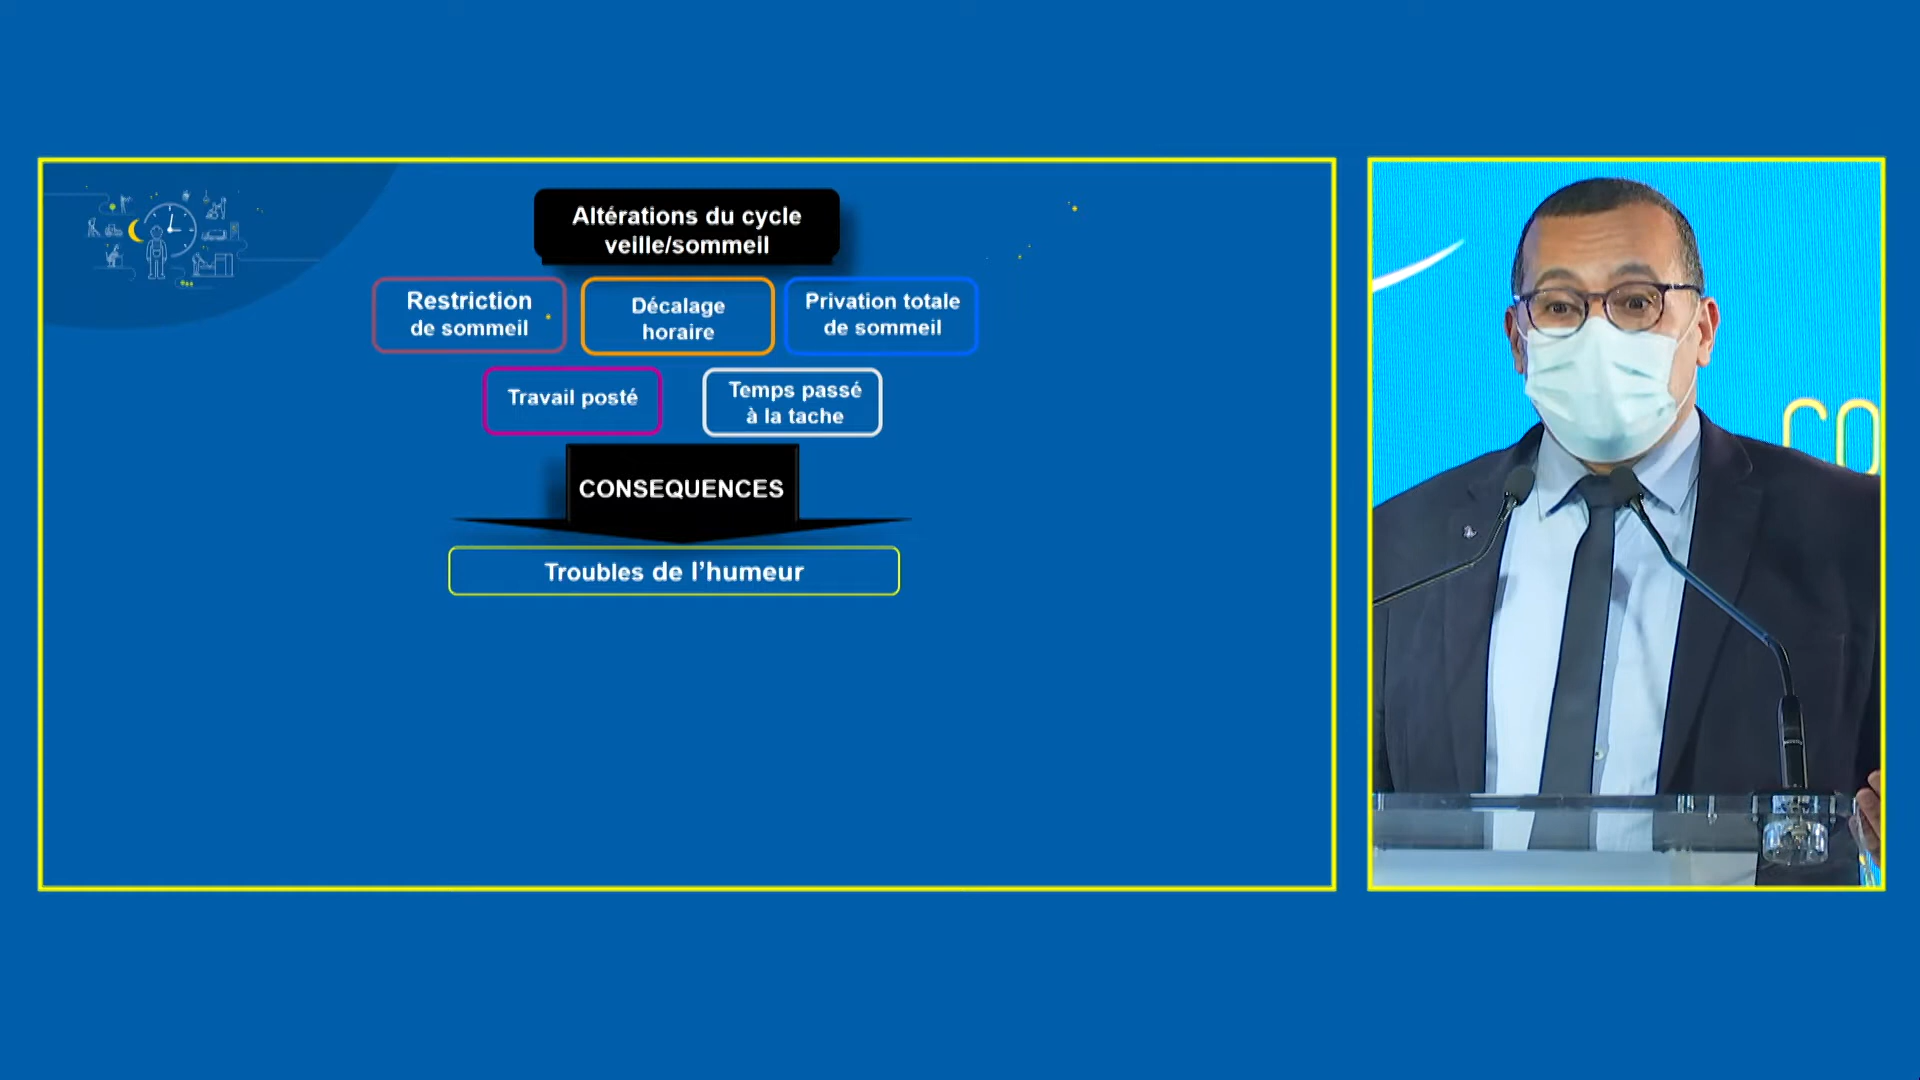 Altérations du cycle
veille/sommeil
Restriction
de sommeil
Décalage
horaire
Privation totale
de sommeil
Travail posté
Temps passé
à la tache
CONSEQUENCES
Troubles de l’humeur
CO